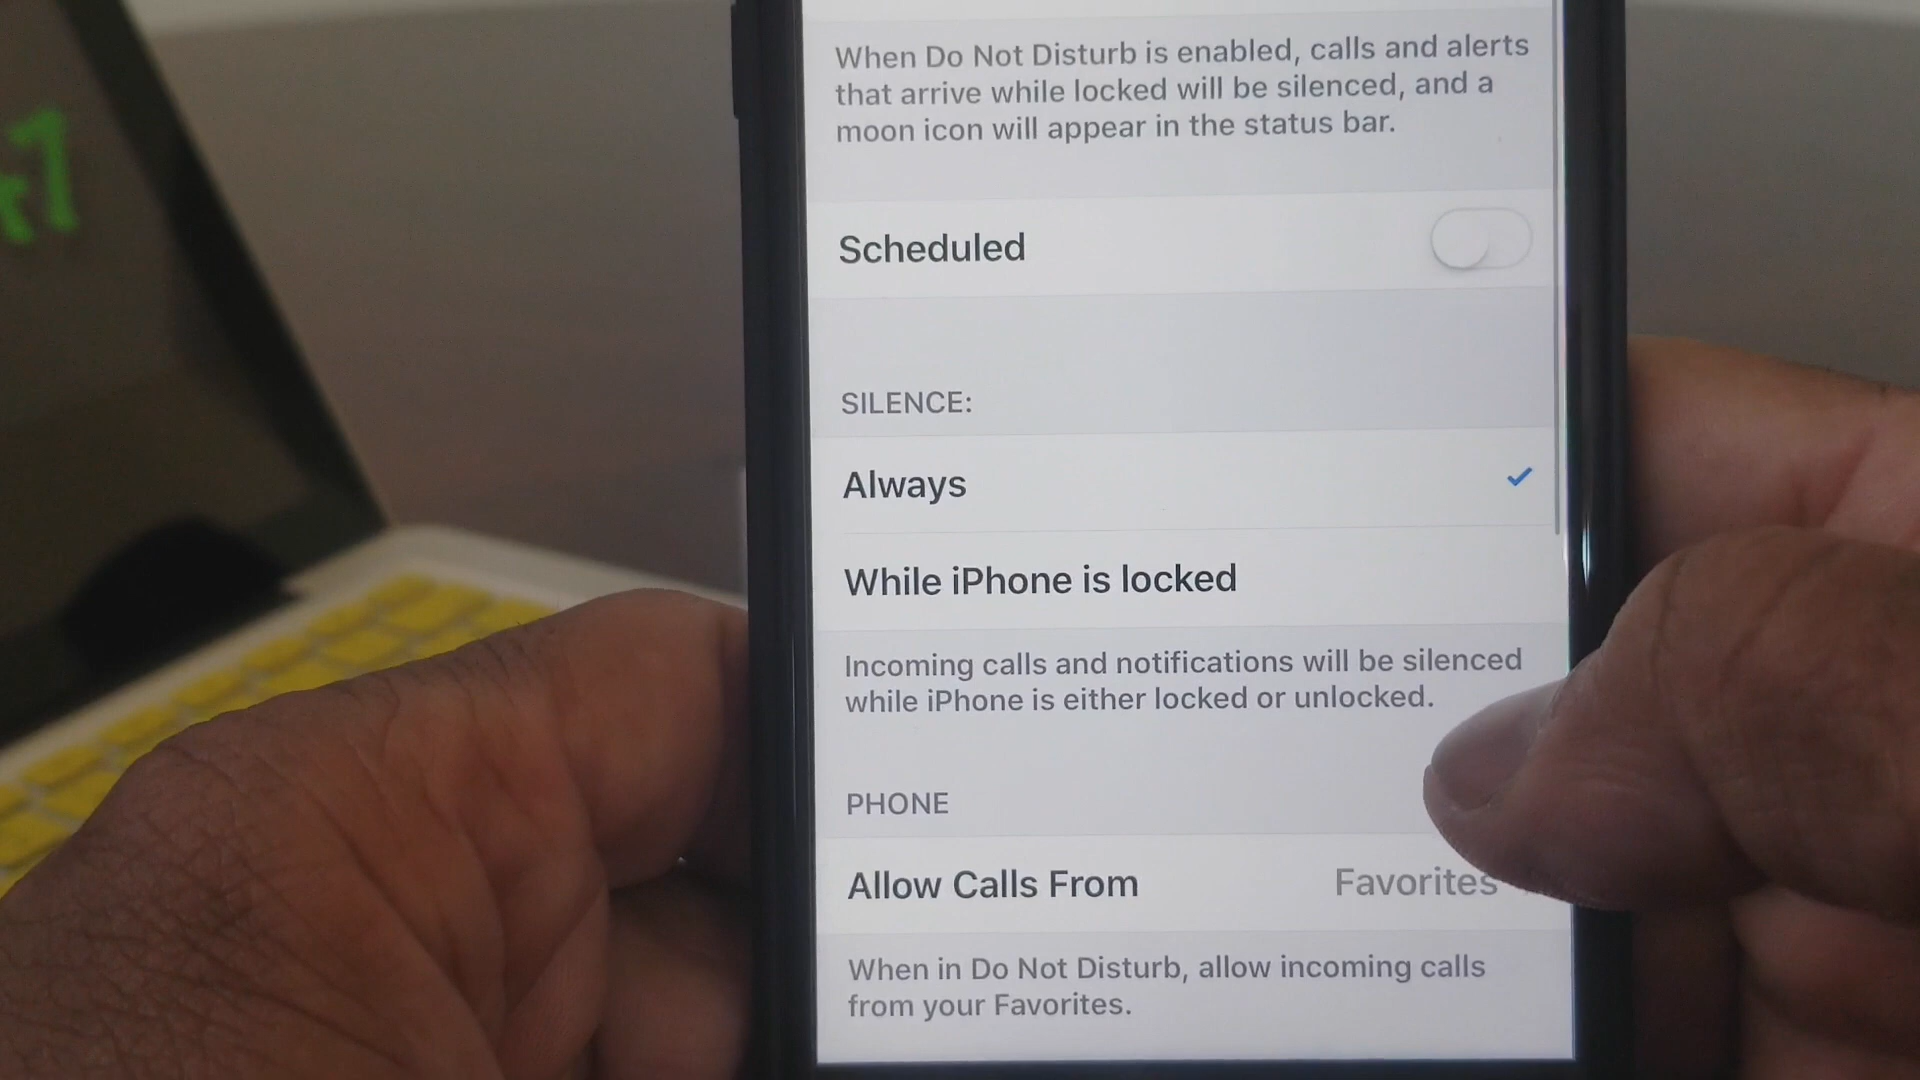 When Do Not Disturb is enabled, calls and alerts
that arrive while locked will be silenced, and a
moon icon will appear in the status bar.
Scheduled
SILENCE:
Always
While iPhone is locked
Incoming calls and notifications will be silenced
while iPhone is either locked or unlocked.
PHONE
Allow Calls From Favorites
When in Do Not Disturb, allow incoming calls
from your Favorites.